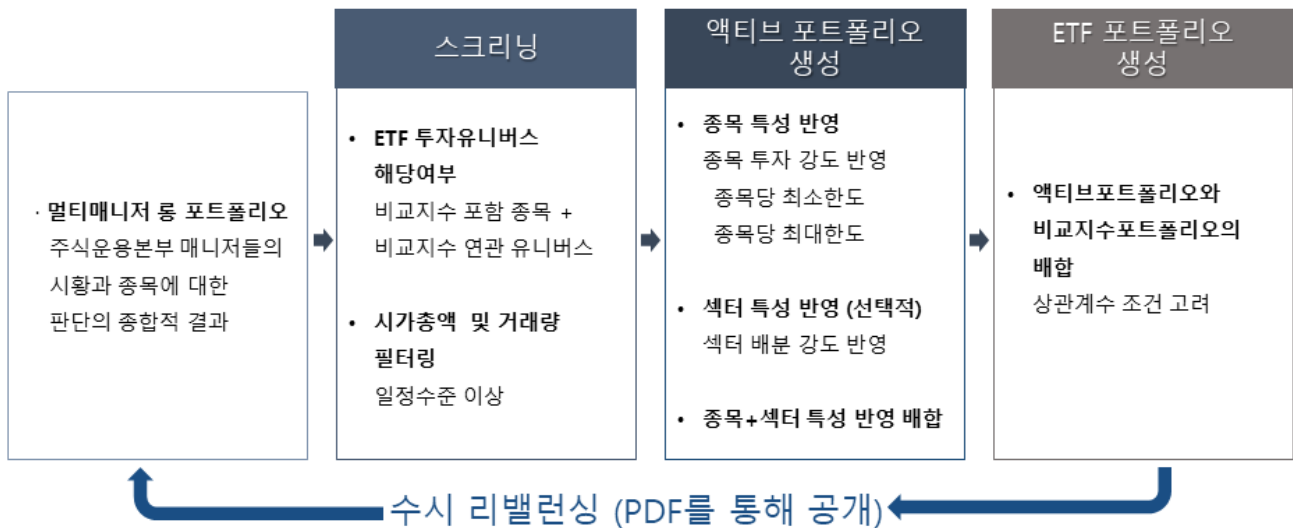 · 멀티매니저 롱 포트폴리오
주식운용본부 매니저들의
시황과 종목에 대한
판단의 종합적 결과
스크리닝
• ETF 투자유니버스
해당여부
비교지수 포함 종목 +
비교지수 연관 유니버스
• 시가총액 및 거래량
필터링
일정수준 이상
액티브 포트폴리오
생성
• 종목 특성 반영
종목 투자 강도 반영
종목당 최소한도
종목당 최대한도
• 섹터 특성 반영 (선택적)
섹터 배분 강도 반영
• 종목+섹터 특성 반영 배합
ETF 포트폴리오
생성
• 액티브포트폴리오와
비교지수포트폴리오의
배합
상관계수 조건 고려
수시 리밸런싱 (PDF를 통해 공개)